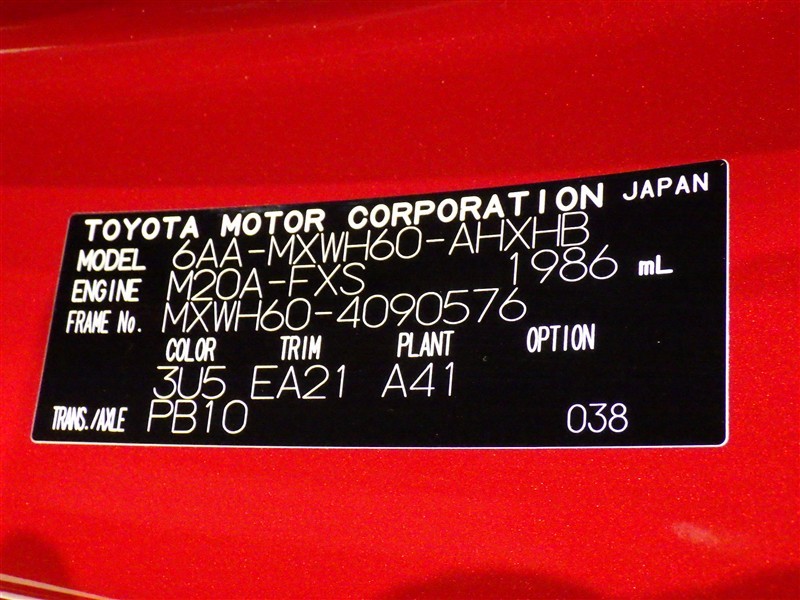 TOYOTA MOTOR CORPORATION JAPAN
MODEL 6AA-MXWH60-AHXHB
ENGINE M20A-FXS 1986 mL
FRAME No. MXWH60-4090576
COLOR TRIM PLANT OPTION
3U5 EA21 A41
TRANS./AXLE PB10 038